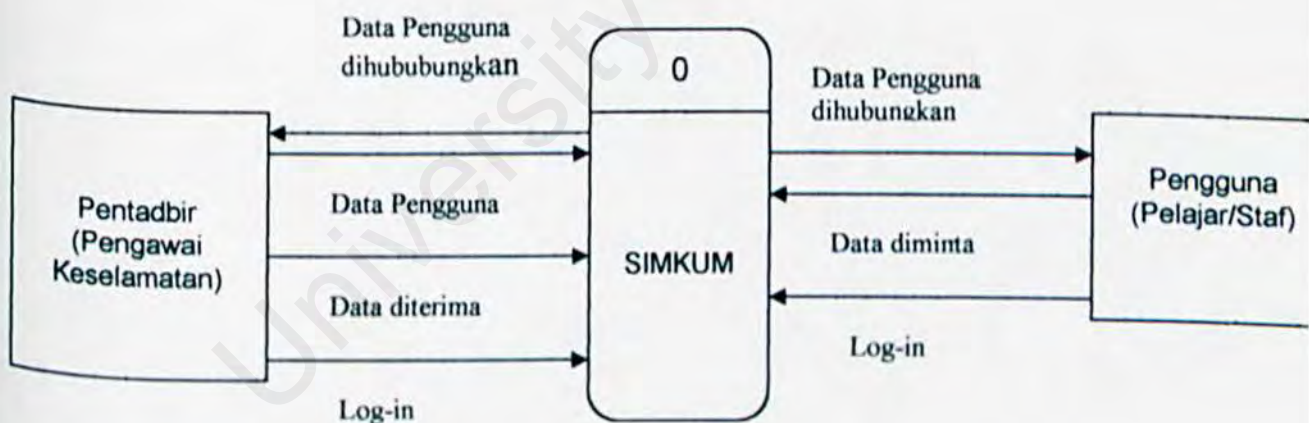 Data Pengguna
dihububungkan
0
Data Pengguna
dihubungkan
Pentadbir
(Pengawai
Keselamatan)
Data Pengguna
SIMKUM
Pengguna
(Pelajar/Staf)
Data diminta
Data diterima
Log-in
Log-in
University